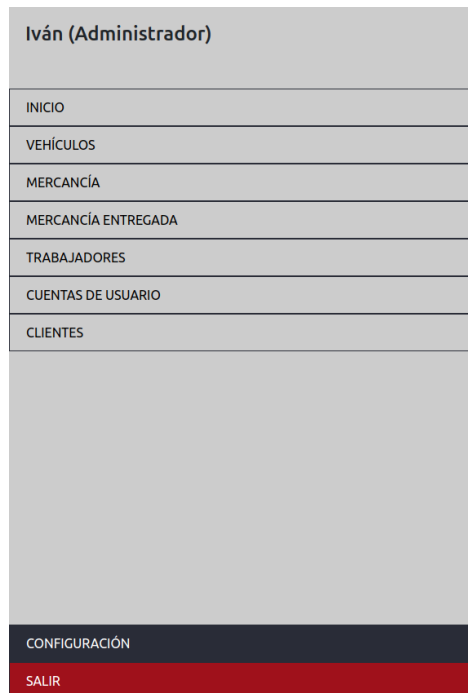 Iván (Administrador)
INICIO
VEHÍCULOS
MERCANCÍA
MERCANCÍA ENTREGADA
TRABAJADORES
CUENTAS DE USUARIO
CLIENTES
CONFIGURACIÓN
SALIR